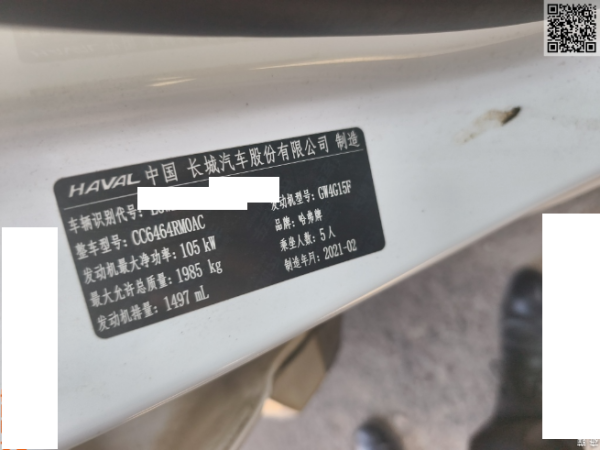 HAVAL 中国 长城汽车股份有限公司 制造
车辆识别代号:
发动机型号: GW4G15F
整车型号: CC6464RM0AC
品牌: 哈弗牌
发动机最大净功率: 105 kW
乘坐人数: 5人
最大允许总质量: 1985 kg
制造年月: 2021-02
发动机排量: 1497 mL